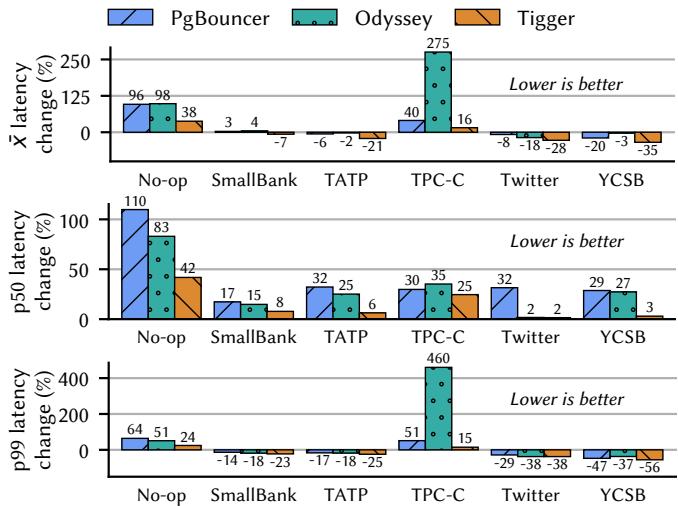 PgBouncer Odyssey Tigger
X̄ latency
change (%)
250
125
0
Lower is better
96 98 38
3 4 -7
-6 -2 -21
40 275 16
-8 -18 -28
-20 -3 -35
No-op SmallBank TATP TPC-C Twitter YCSB
p50 latency
change (%)
100
50
0
Lower is better
110 83 42
17 15 8
32 25 6
30 35 25
32 2 2
29 27 3
No-op SmallBank TATP TPC-C Twitter YCSB
p99 latency
change (%)
400
200
0
Lower is better
64 51 24
-14 -18 -23
-17 -18 -25
51 460 15
-29 -38 -38
-47 -37 -56
No-op SmallBank TATP TPC-C Twitter YCSB